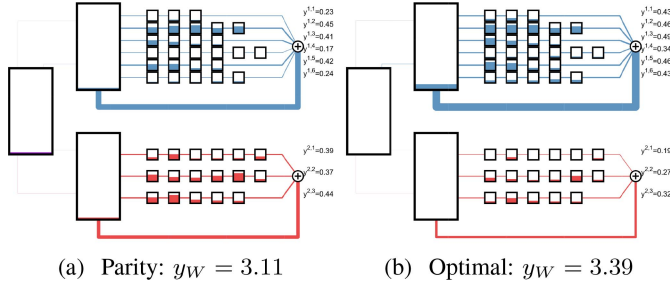 y^1,1=0.23
y^1,2=0.45
y^1,3=0.41
y^1,4=0.17
y^1,5=0.42
y^1,6=0.24
y^2,1=0.39
y^2,2=0.37
y^2,3=0.44
(a) Parity: y_W = 3.11
y^1,1=0.43
y^1,2=0.46
y^1,3=0.49
y^1,4=0.34
y^1,5=0.46
y^1,6=0.43
y^2,1=0.19
y^2,2=0.27
y^2,3=0.32
(b) Optimal: y_W = 3.39